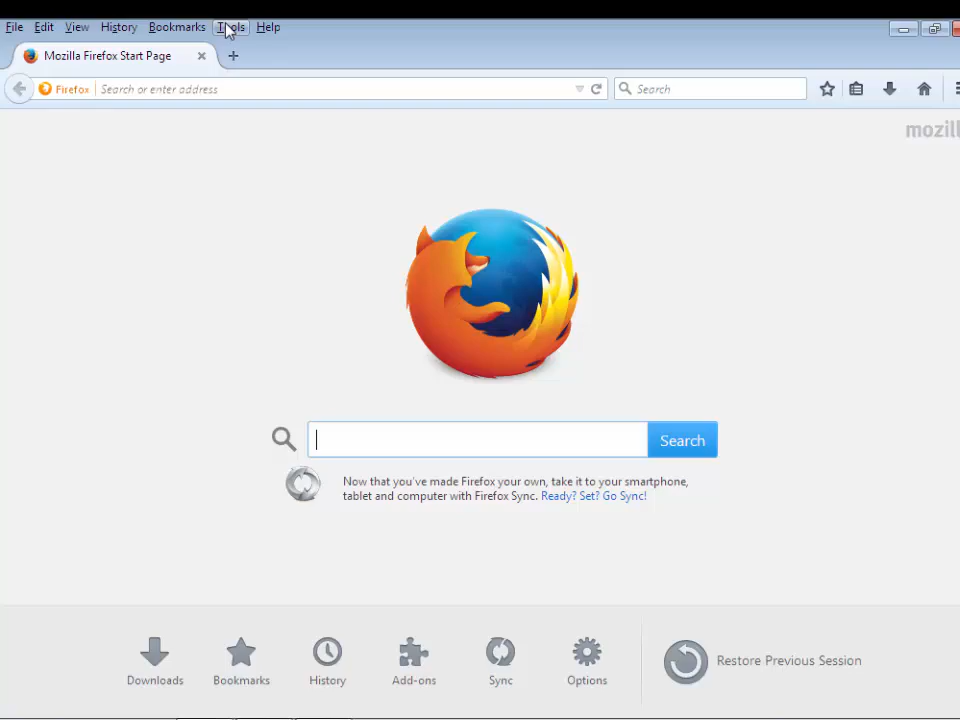 File Edit View History Bookmarks Tools Help
Mozilla Firefox Start Page
Firefox Search or enter address Search
mozill
Search
Now that you've made Firefox your own, take it to your smartphone,
tablet and computer with Firefox Sync. Ready? Set? Go Sync!
Downloads Bookmarks History Add-ons Sync Options Restore Previous Session